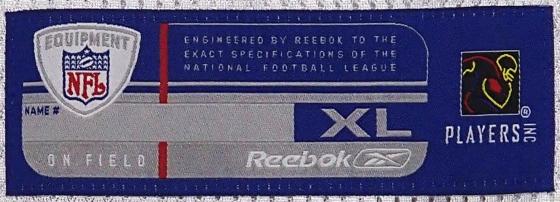 EQUIPMENT
NFL
ENGINEERED BY REEBOK TO THE
EXACT SPECIFICATIONS OF THE
NATIONAL FOOTBALL LEAGUE
NAME #
XL
ON FIELD
Reebok
PLAYERS INC
®